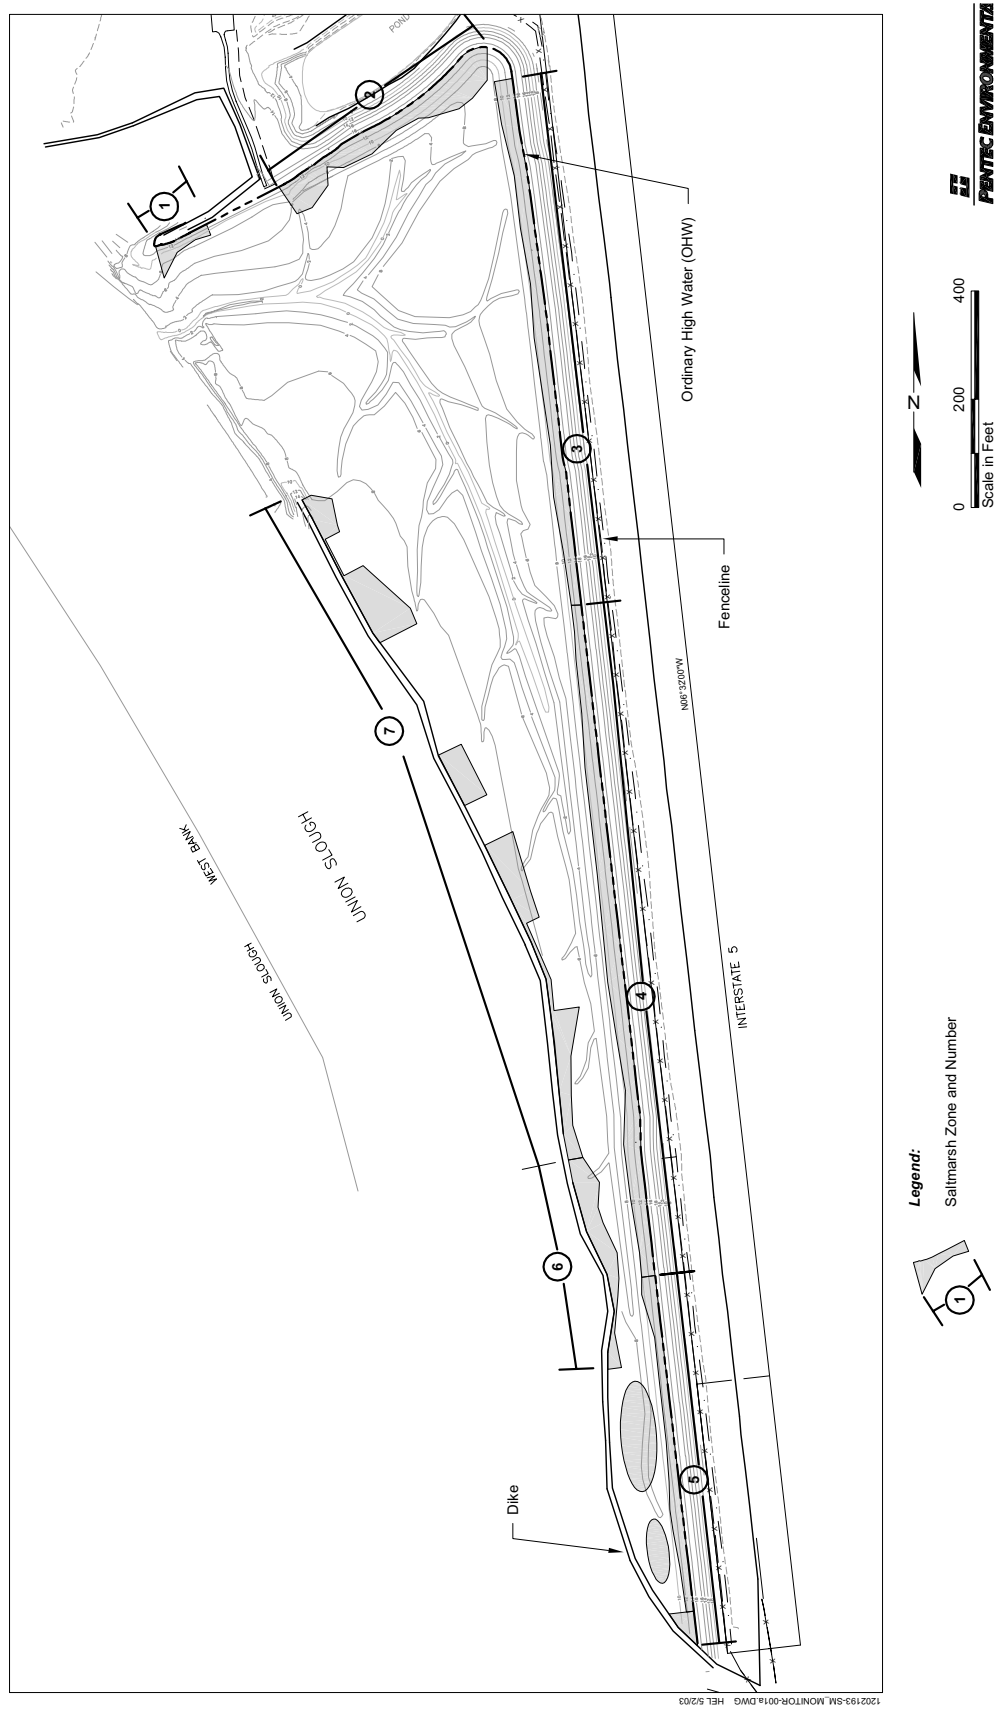 POND
1
2
Ordinary High Water (OHW)
3
Fenceline
N06°32'00"W
7
WEST BANK
UNION SLOUGH
UNION SLOUGH
4
INTERSTATE 5
6
5
Dike
PENTEC ENVIRONMENTA
N
0 200 400
Scale in Feet
Legend:
1
Saltmarsh Zone and Number
1202193-SM_MONITOR-001a.DWG HEL 5/2/03